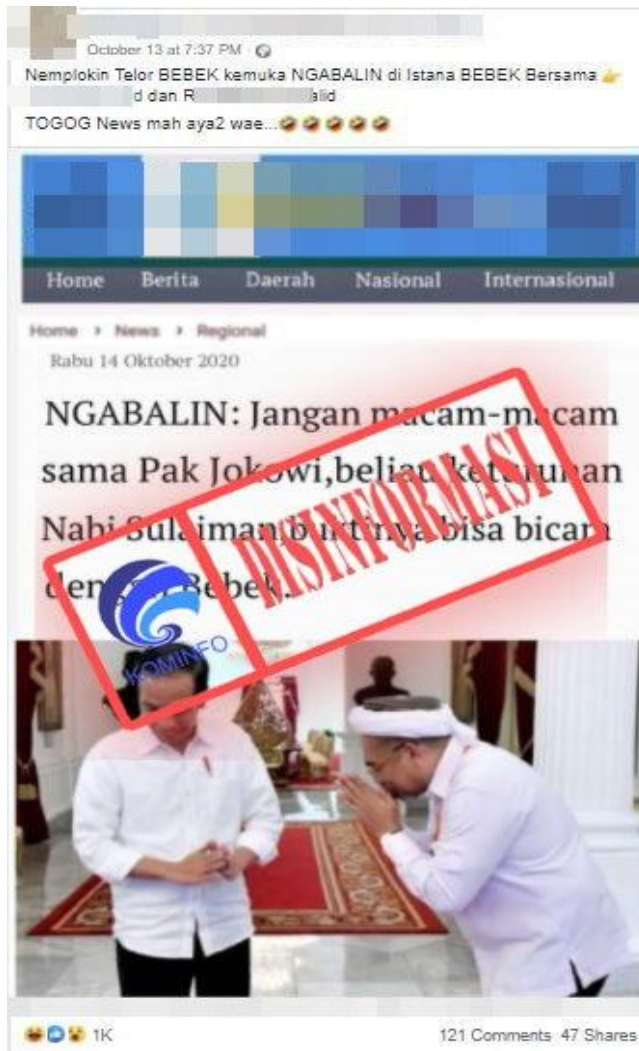 October 13 at 7:37 PM
Nemplokin Telor BEBEK kemuka NGABALIN di Istana BEBEK Bersama 👉
d dan R
alid
TOGOG News mah aya2 wae...🤣🤣🤣🤣🤣
Home Berita Daerah Nasional Internasional
Home › News › Regional
Rabu 14 Oktober 2020
NGABALIN: Jangan macam-macam
sama Pak Jokowi,beliau keturunan
Nabi Sulaiman,buktinya bisa bicara
dengan Bebek.
DISINFORMASI
KOMINFO
1K
121 Comments 47 Shares